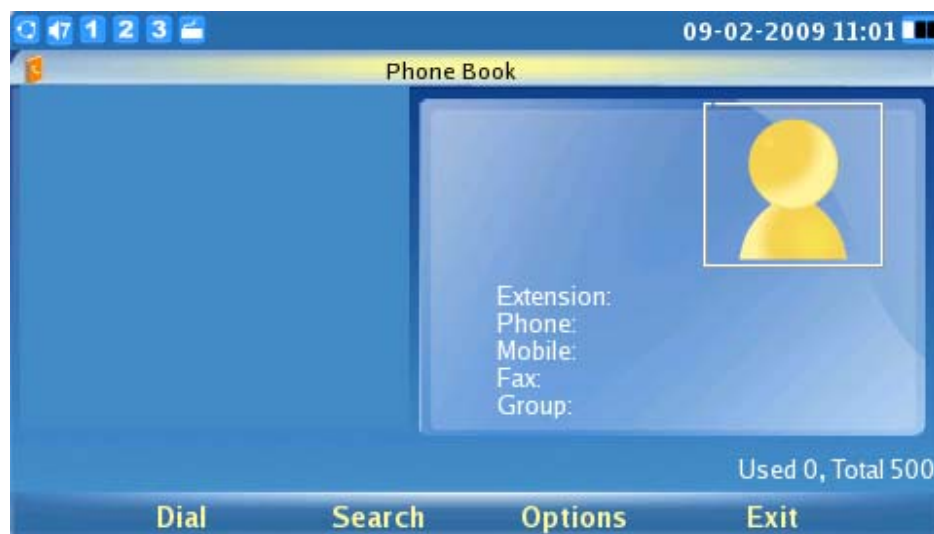 7 1 2 3 09-02-2009 11:01
Phone Book
Extension:
Phone:
Mobile:
Fax:
Group:
Used 0, Total 500
Dial Search Options Exit